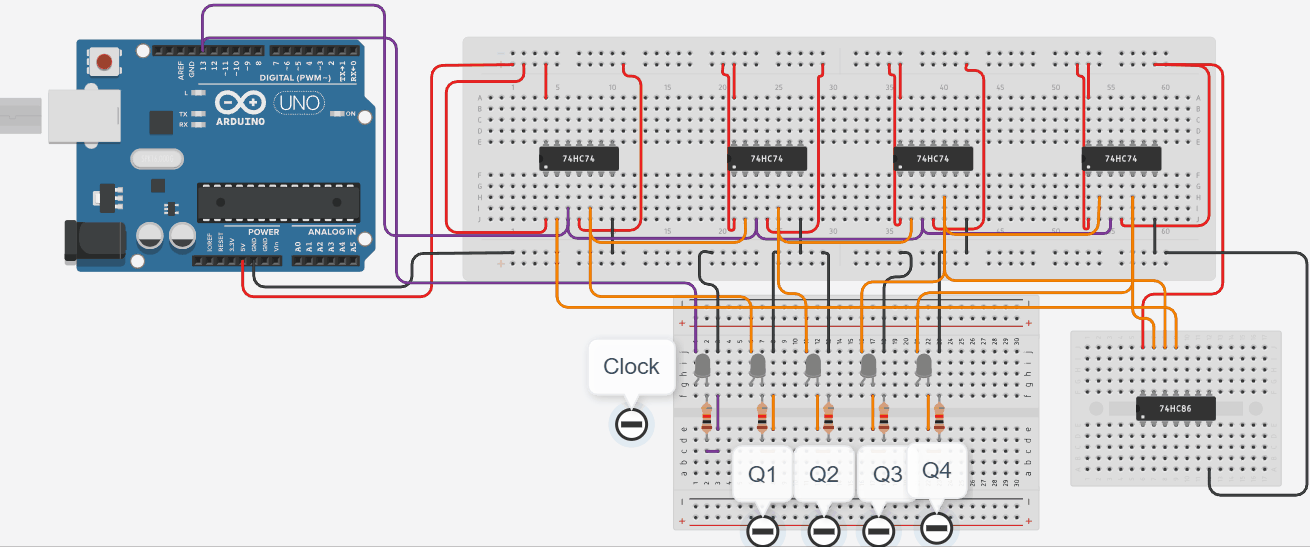 AREF
GND
13
12
~11
~10
~9
8
7
~6
~5
4
~3
2
TX→1
RX←0
DIGITAL (PWM~)
L
TX
RX
ARDUINO
UNO
ON
IOREF
RESET
3.3V
5V
GND
GND
Vin
POWER
ANALOG IN
A0
A1
A2
A3
A4
A5
74HC74
74HC74
74HC74
74HC74
74HC86
Clock
Q1
Q2
Q3
Q4